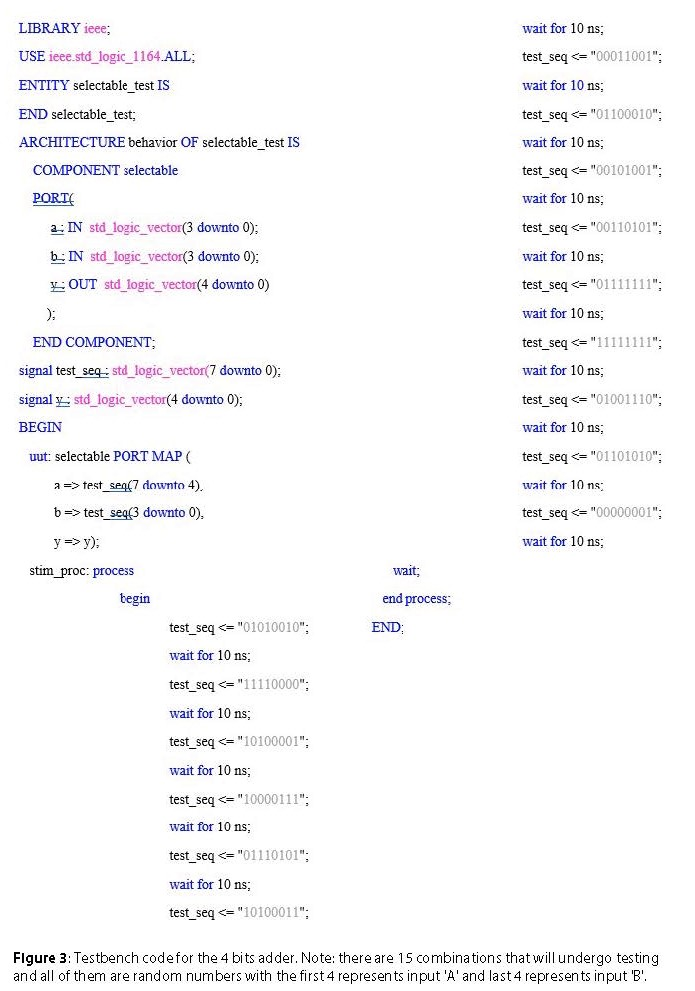 LIBRARY ieee;
USE ieee.std_logic_1164.ALL;
ENTITY selectable_test IS
END selectable_test;
ARCHITECTURE behavior OF selectable_test IS
COMPONENT selectable
PORT(
a : IN std_logic_vector(3 downto 0);
b : IN std_logic_vector(3 downto 0);
y : OUT std_logic_vector(4 downto 0)
);
END COMPONENT;
signal test_seq : std_logic_vector(7 downto 0);
signal y : std_logic_vector(4 downto 0);
BEGIN
uut: selectable PORT MAP (
a => test_seq(7 downto 4),
b => test_seq(3 downto 0),
y => y);
stim_proc: process
begin
test_seq <= "01010010";
wait for 10 ns;
test_seq <= "11110000";
wait for 10 ns;
test_seq <= "10100001";
wait for 10 ns;
test_seq <= "10000111";
wait for 10 ns;
test_seq <= "01110101";
wait for 10 ns;
test_seq <= "10100011";
wait for 10 ns;
test_seq <= "00011001";
wait for 10 ns;
test_seq <= "01100010";
wait for 10 ns;
test_seq <= "00101001";
wait for 10 ns;
test_seq <= "00110101";
wait for 10 ns;
test_seq <= "01111111";
wait for 10 ns;
test_seq <= "11111111";
wait for 10 ns;
test_seq <= "01001110";
wait for 10 ns;
test_seq <= "01101010";
wait for 10 ns;
test_seq <= "00000001";
wait for 10 ns;
wait;
end process;
END;
Figure 3: Testbench code for the 4 bits adder. Note: there are 15 combinations that will undergo testing
and all of them are random numbers with the first 4 represents input 'A' and last 4 represents input 'B'.